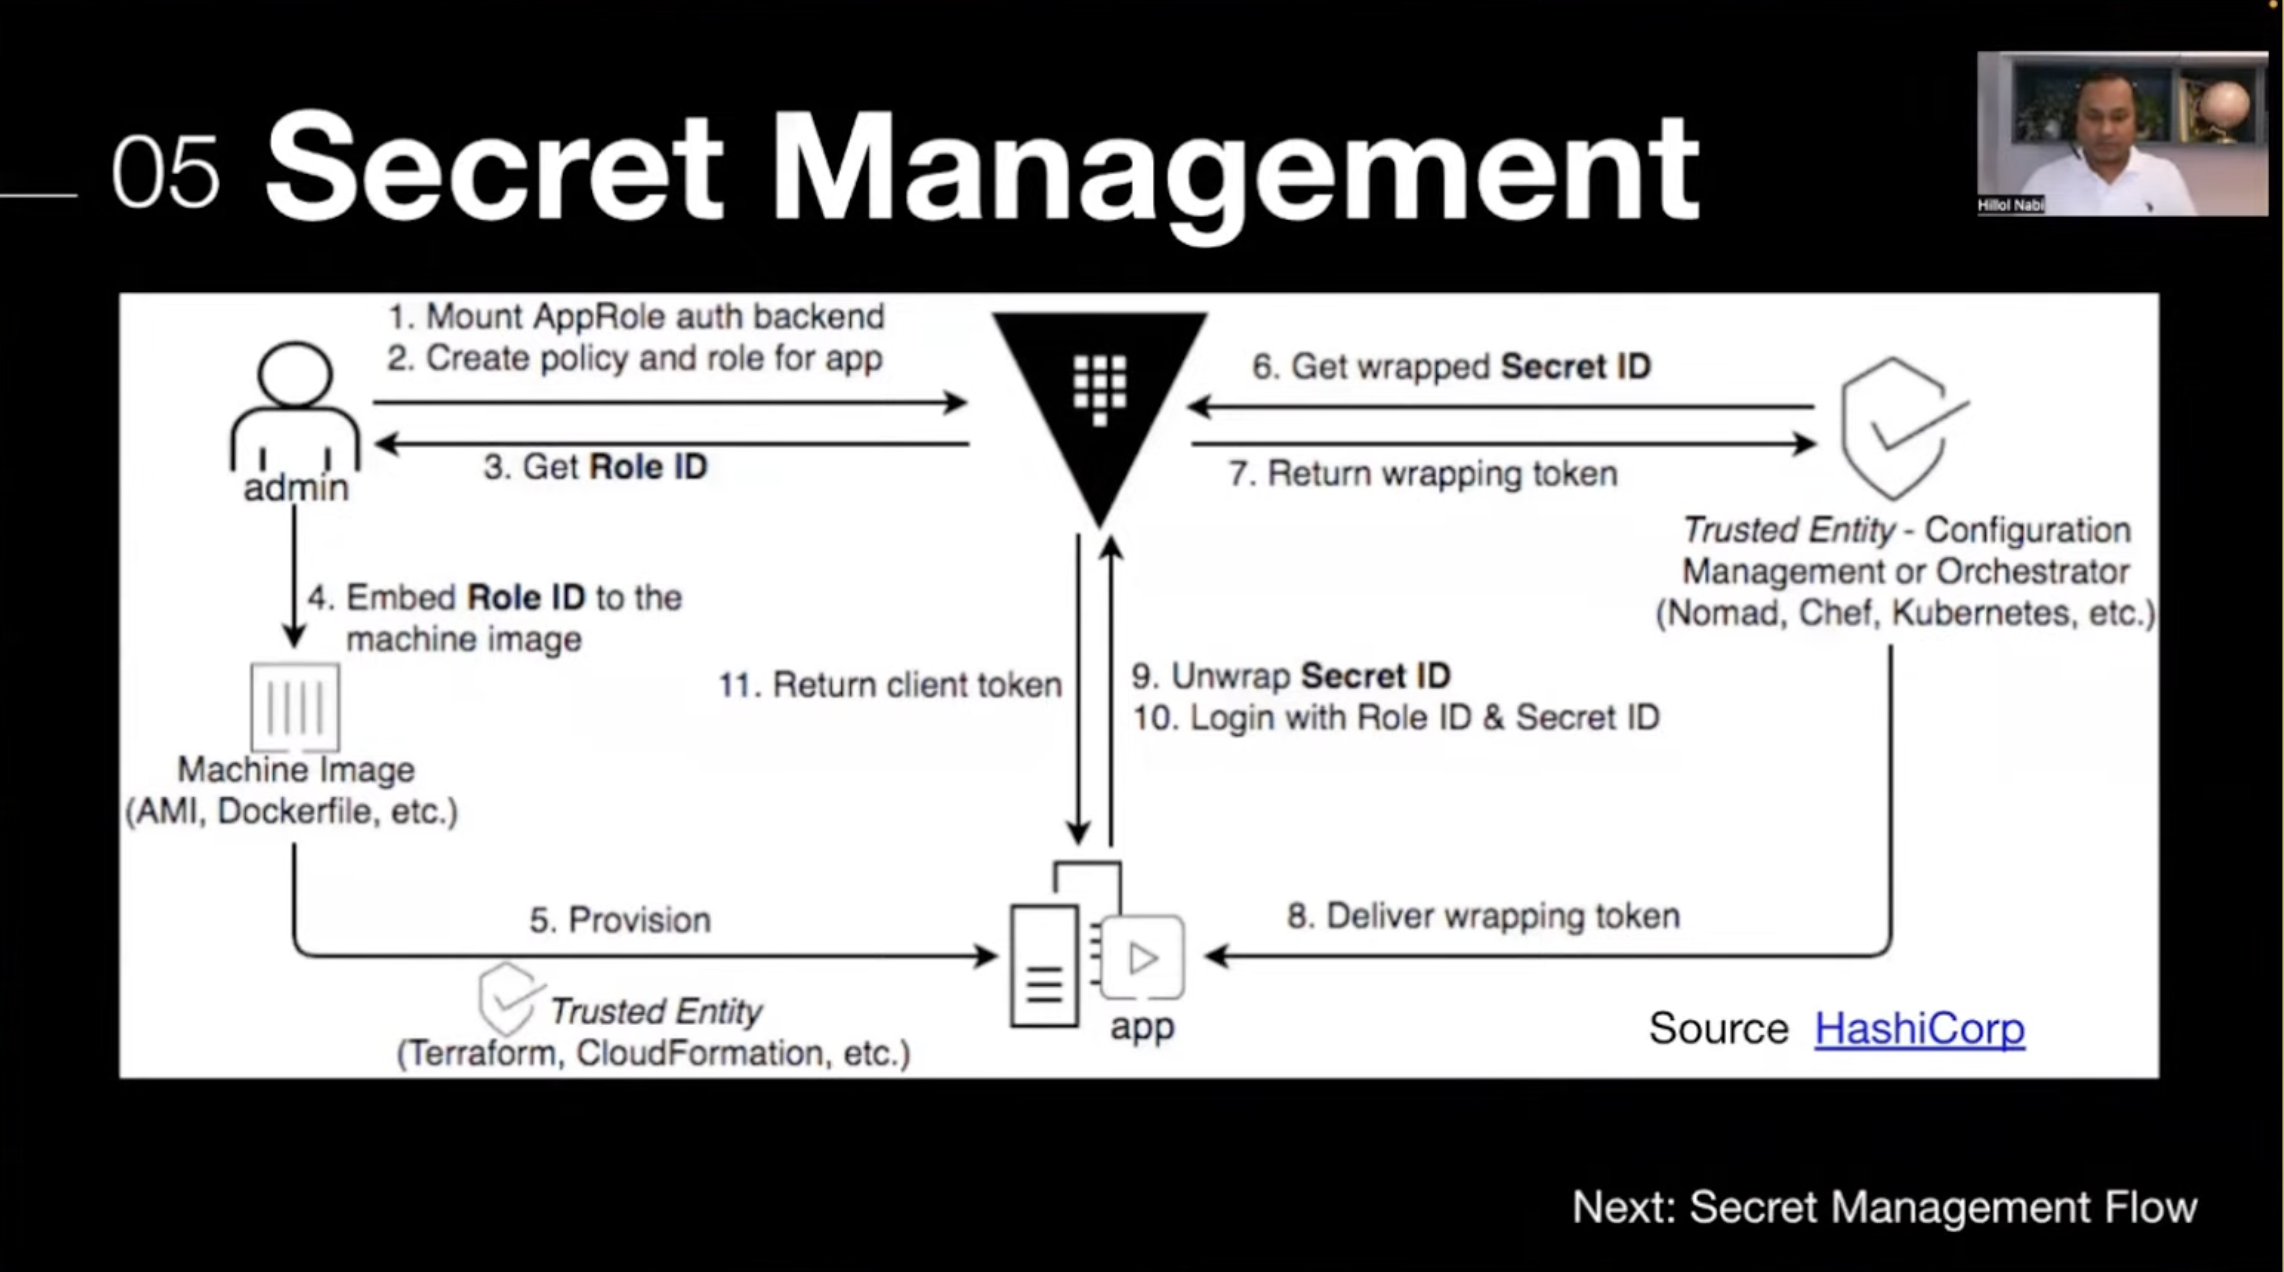 05 Secret Management
Hillol Nabi
1. Mount AppRole auth backend
2. Create policy and role for app
3. Get Role ID
admin
4. Embed Role ID to the
machine image
Machine Image
(AMI, Dockerfile, etc.)
5. Provision
Trusted Entity
(Terraform, CloudFormation, etc.)
6. Get wrapped Secret ID
7. Return wrapping token
Trusted Entity - Configuration
Management or Orchestrator
(Nomad, Chef, Kubernetes, etc.)
8. Deliver wrapping token
9. Unwrap Secret ID
10. Login with Role ID & Secret ID
11. Return client token
app
Source HashiCorp
Next: Secret Management Flow